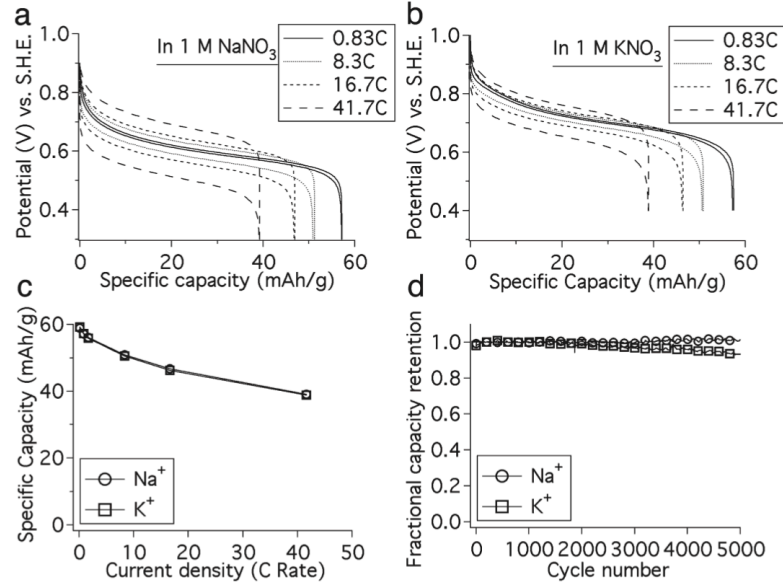 a
In 1 M NaNO3
0.83C
8.3C
16.7C
41.7C
Potential (V) vs. S.H.E.
1.0
0.8
0.6
0.4
0
20
40
60
Specific capacity (mAh/g)
b
In 1 M KNO3
0.83C
8.3C
16.7C
41.7C
Potential (V) vs. S.H.E.
1.0
0.8
0.6
0.4
0
20
40
60
Specific Capacity (mAh/g)
c
Specific Capacity (mAh/g)
60
40
20
0
Na+
K+
0
10
20
30
40
50
Current density (C Rate)
d
Fractional capacity retention
1.0
0.8
0.6
0.4
0.2
0.0
Na+
K+
0
1000
2000
3000
4000
5000
Cycle number